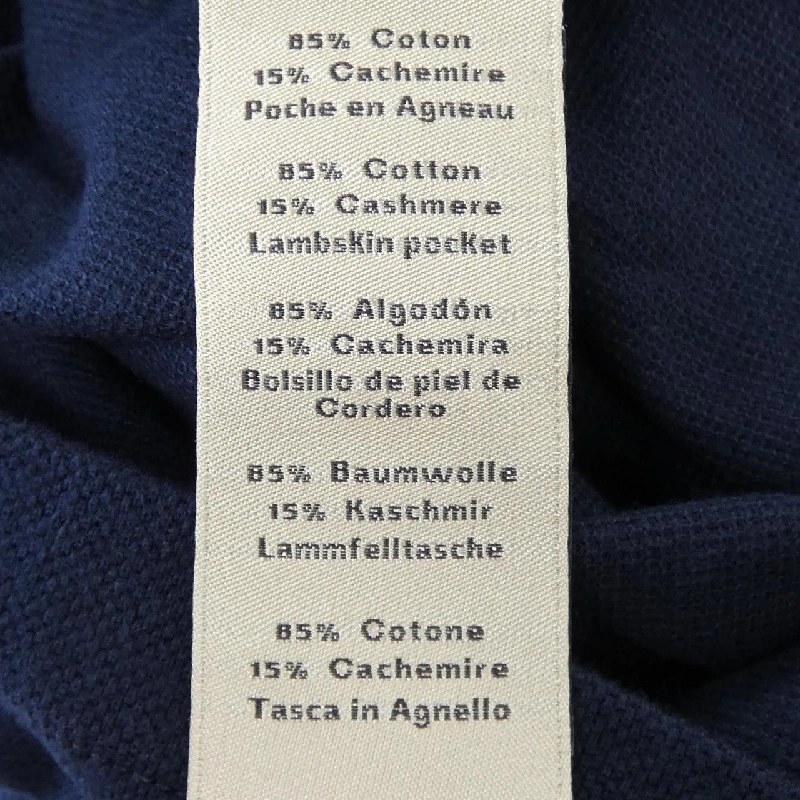 85% Coton
15% Cachemire
Poche en Agneau
85% Cotton
15% Cashmere
Lambskin pocket
85% Algodón
15% Cachemira
Bolsillo de piel de
Cordero
85% Baumwolle
15% Kaschmir
Lammfelltasche
85% Cotone
15% Cachemire
Tasca in Agnello